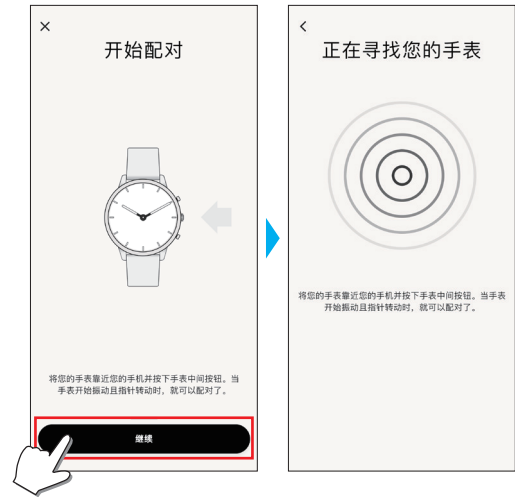 开始配对
将您的手表靠近您的手机并按下手表中间按钮。当
手表开始振动且指针转动时，就可以配对了。
继续
正在寻找您的手表
将您的手表靠近您的手机并按下手表中间按钮。当手表
开始振动且指针转动时，就可以配对了。